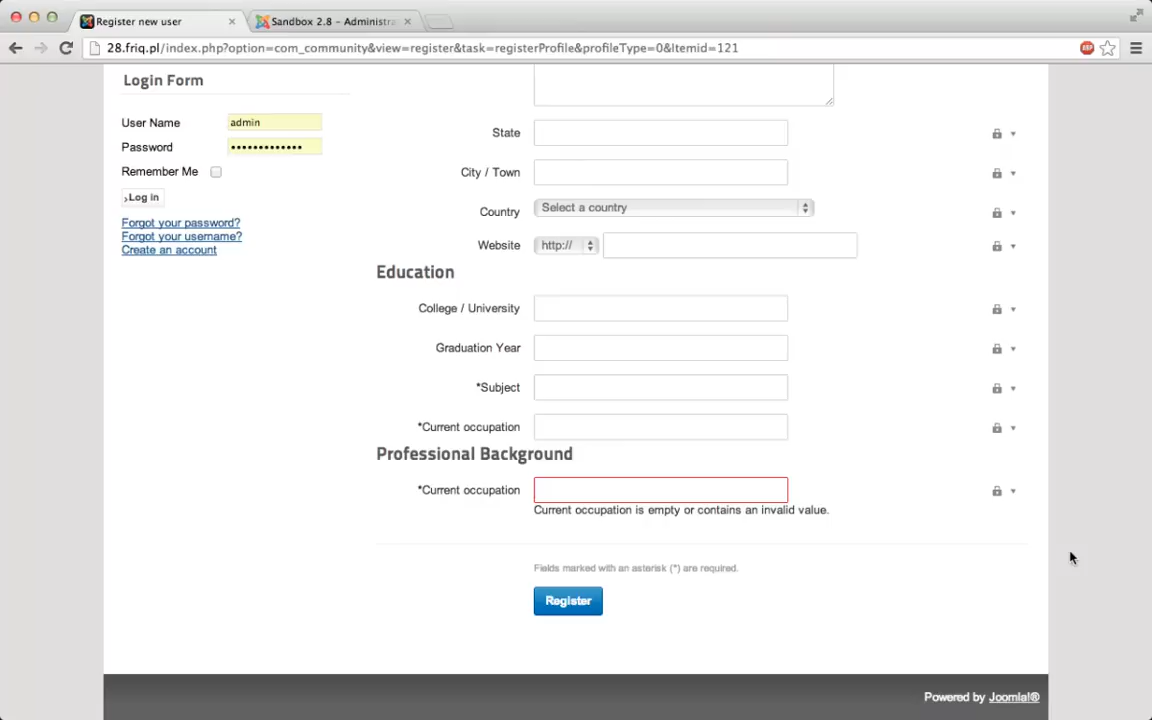 Register new user
Sandbox 2.8 - Administra
28.friq.pl/index.php?option=com_community&view=register&task=registerProfile&profileType=0&Itemid=121
ABP
Login Form
User Name
admin
Password
•••••••••••••
Remember Me
Log in
Forgot your password?
Forgot your username?
Create an account
State
City / Town
Country
Select a country
Website
http://
Education
College / University
Graduation Year
*Subject
*Current occupation
Professional Background
*Current occupation
Current occupation is empty or contains an invalid value.
Fields marked with an asterisk (*) are required.
Register
Powered by Joomla!®